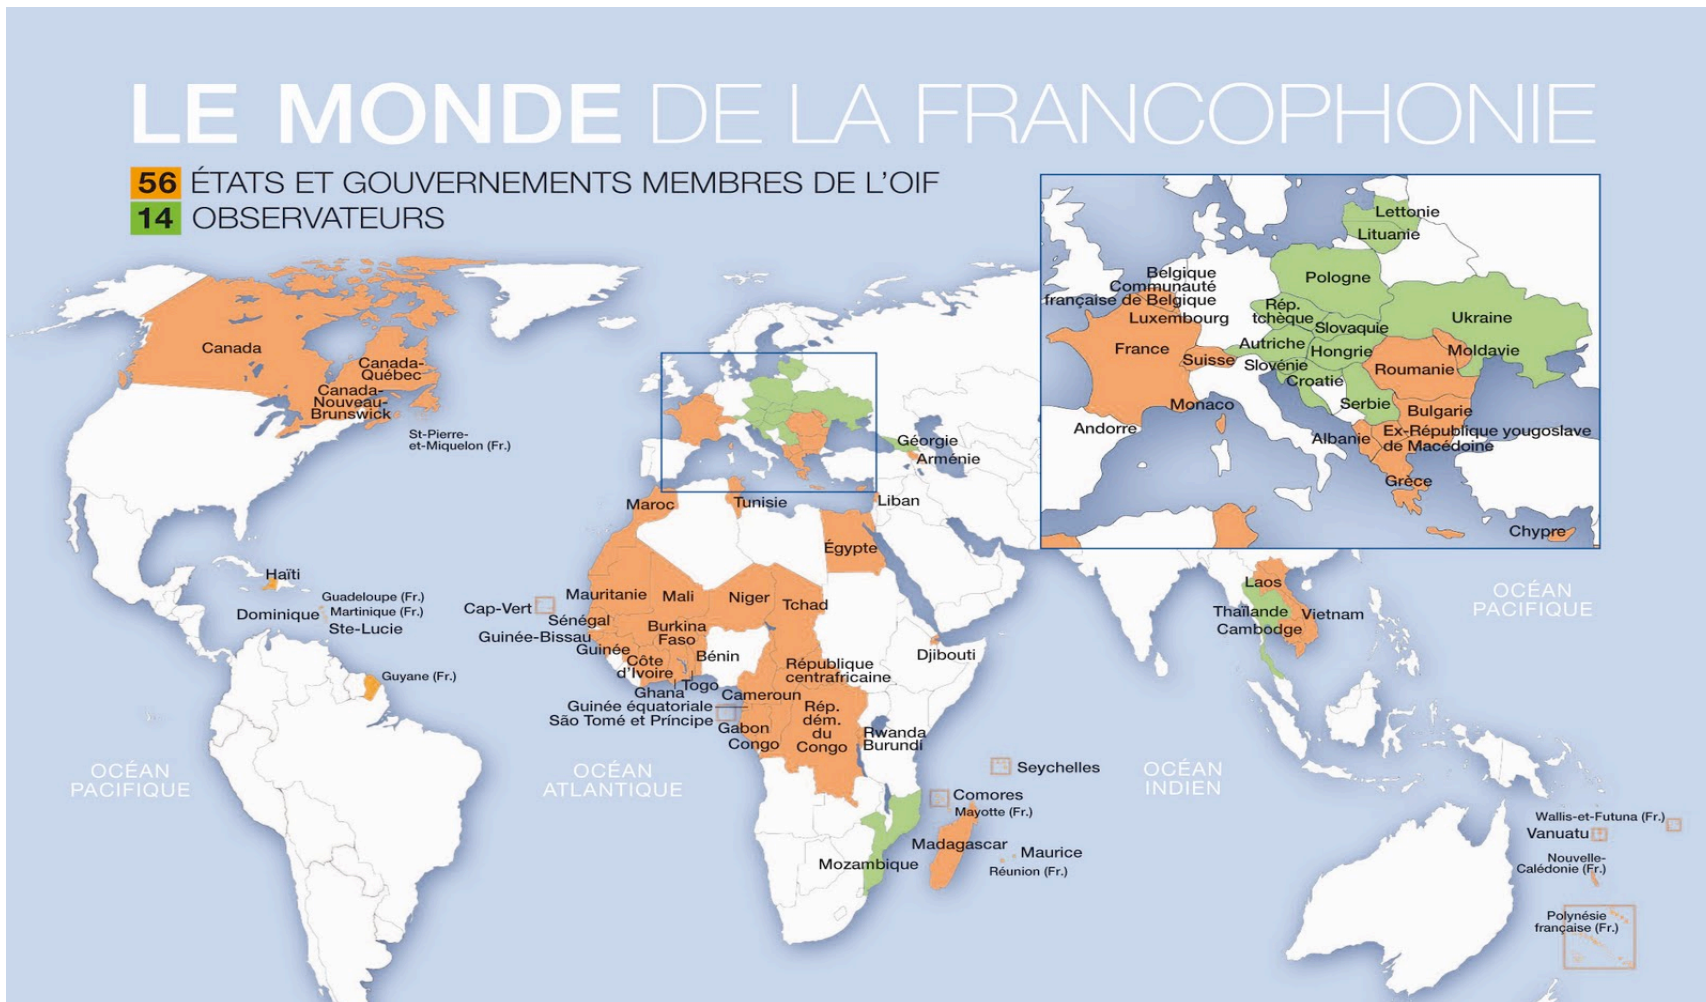 LE MONDE DE LA FRANCOPHONIE
56 ÉTATS ET GOUVERNEMENTS MEMBRES DE L'OIF
14 OBSERVATEURS
Canada
Canada-
Québec
Canada-
Nouveau-
Brunswick
St-Pierre-
et-Miquelon (Fr.)
Haïti
Guadeloupe (Fr.)
Dominique
Martinique (Fr.)
Ste-Lucie
Guyane (Fr.)
OCÉAN
PACIFIQUE
OCÉAN
ATLANTIQUE
Maroc
Tunisie
Liban
Égypte
Géorgie
Arménie
Mauritanie
Mali
Niger
Tchad
Cap-Vert
Sénégal
Guinée-Bissau
Guinée
Burkina
Faso
Côte
d'Ivoire
Bénin
Togo
Ghana
Cameroun
République
centrafricaine
Djibouti
Guinée équatoriale
São Tomé et Príncipe
Gabon
Congo
Rép.
dém.
du
Congo
Rwanda
Burundi
Seychelles
Comores
Mayotte (Fr.)
Madagascar
Mozambique
Maurice
Réunion (Fr.)
OCÉAN
INDIEN
Lettonie
Lituanie
Pologne
Belgique
Communauté
française de Belgique
Luxembourg
Rép.
tchèque
Slovaquie
Ukraine
France
Suisse
Autriche
Hongrie
Moldavie
Slovénie
Croatie
Roumanie
Monaco
Serbie
Bulgarie
Andorre
Albanie
Ex-République yougoslave
de Macédoine
Grèce
Chypre
Laos
Thaïlande
Vietnam
Cambodge
OCÉAN
PACIFIQUE
Wallis-et-Futuna (Fr.)
Vanuatu
Nouvelle-
Calédonie (Fr.)
Polynésie
française (Fr.)